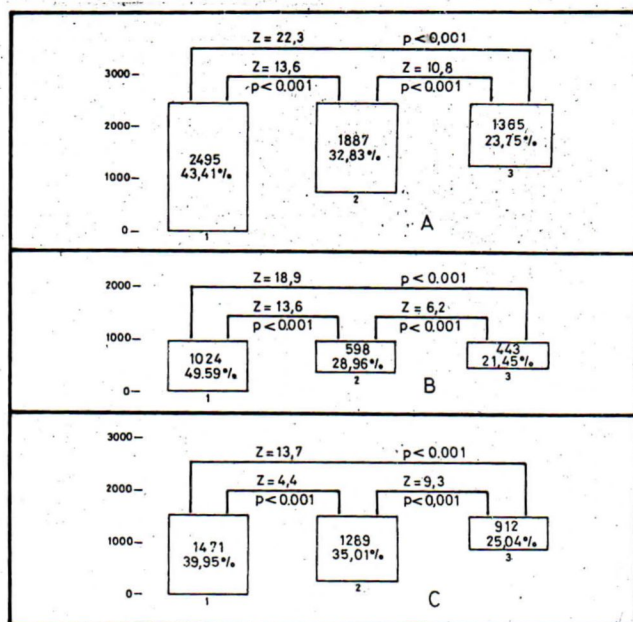 Z = 22,3 p < 0,001
3000 – Z = 13,6 Z = 10,8
p < 0.001 p < 0.001
2000 –
2495 1887 1365
43,41% 32,83% 23,75%
1000 – 3
2
A
0 –
1
2000 – Z = 18,9 p < 0.001
Z = 13,6 Z = 6,2
1000 – p < 0.001 p < 0.001
1024 598 443
49.59% 28,96% 21,45%
2 3
0 – B
1
3000 –
Z = 13,7 p < 0.001
2000 – Z = 4,4 Z = 9,3
p < 0.001 p < 0,001
1000 – 1471 1289 912
39,95% 35,01% 25,04%
3
0 – 2
1 C